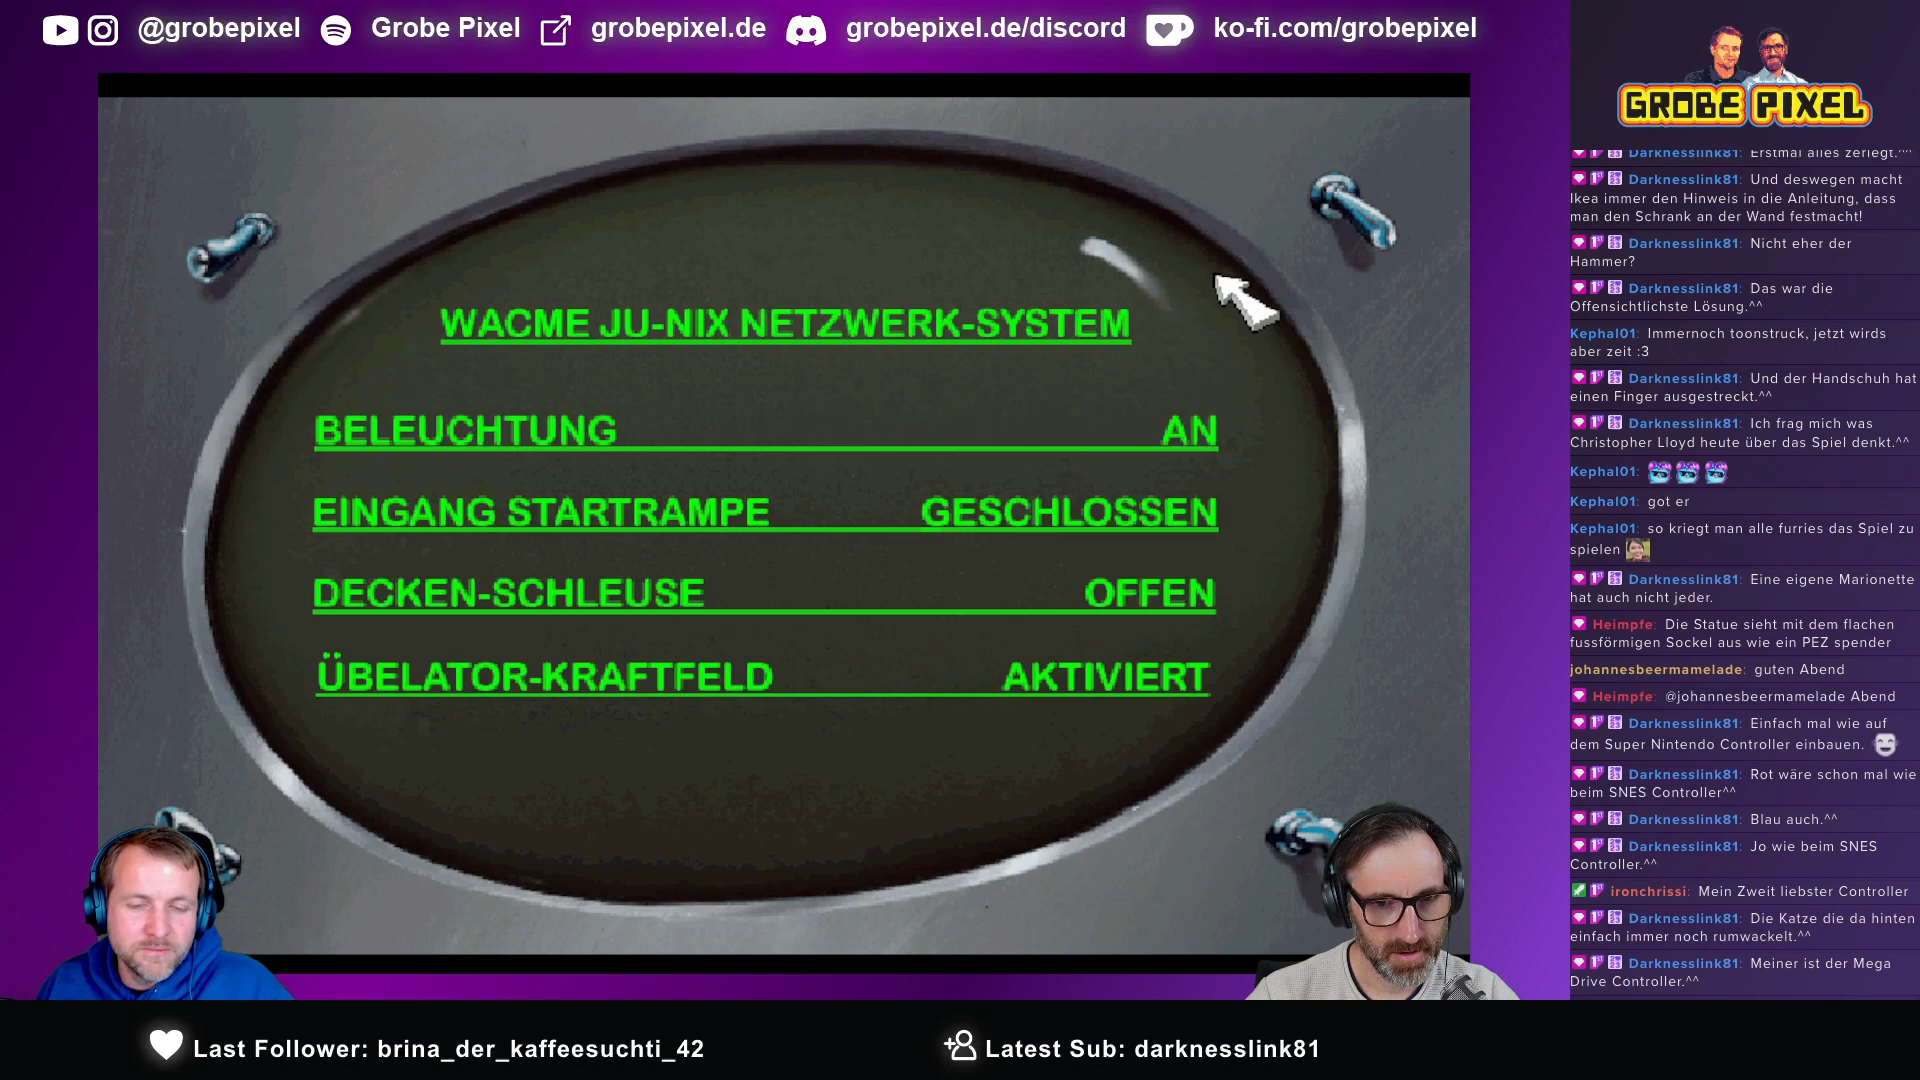 @grobepixel Grobe Pixel grobepixel.de grobepixel.de/discord ko-fi.com/grobepixel
GROBE PIXEL
WACME JU-NIX NETZWERK-SYSTEM
BELEUCHTUNG AN
EINGANG STARTRAMPE GESCHLOSSEN
DECKEN-SCHLEUSE OFFEN
ÜBELATOR-KRAFTFELD AKTIVIERT
Darknesslink81: Erstmal alles zerlegt.^^
Darknesslink81: Und deswegen macht
Ikea immer den Hinweis in die Anleitung, dass
man den Schrank an der Wand festmacht!
Darknesslink81: Nicht eher der
Hammer?
Darknesslink81: Das war die
Offensichtlichste Lösung.^^
Kephal01: Immernoch toonstruck, jetzt wirds
aber zeit :3
Darknesslink81: Und der Handschuh hat
einen Finger ausgestreckt.^^
Darknesslink81: Ich frag mich was
Christopher Lloyd heute über das Spiel denkt.^^
Kephal01:
Kephal01: got er
Kephal01: so kriegt man alle furries das Spiel zu
spielen
Darknesslink81: Eine eigene Marionette
hat auch nicht jeder.
Heimpfe: Die Statue sieht mit dem flachen
fussförmigen Sockel aus wie ein PEZ spender
johannesbeermamelade: guten Abend
Heimpfe: @johannesbeermamelade Abend
Darknesslink81: Einfach mal wie auf
dem Super Nintendo Controller einbauen.
Darknesslink81: Rot wäre schon mal wie
beim SNES Controller^^
Darknesslink81: Blau auch.^^
Darknesslink81: Jo wie beim SNES
Controller.^^
ironchrissi: Mein Zweit liebster Controller
Darknesslink81: Die Katze die da hinten
einfach immer noch rumwackelt.^^
Darknesslink81: Meiner ist der Mega
Drive Controller.^^
Last Follower: brina_der_kaffeesuchti_42
Latest Sub: darknesslink81